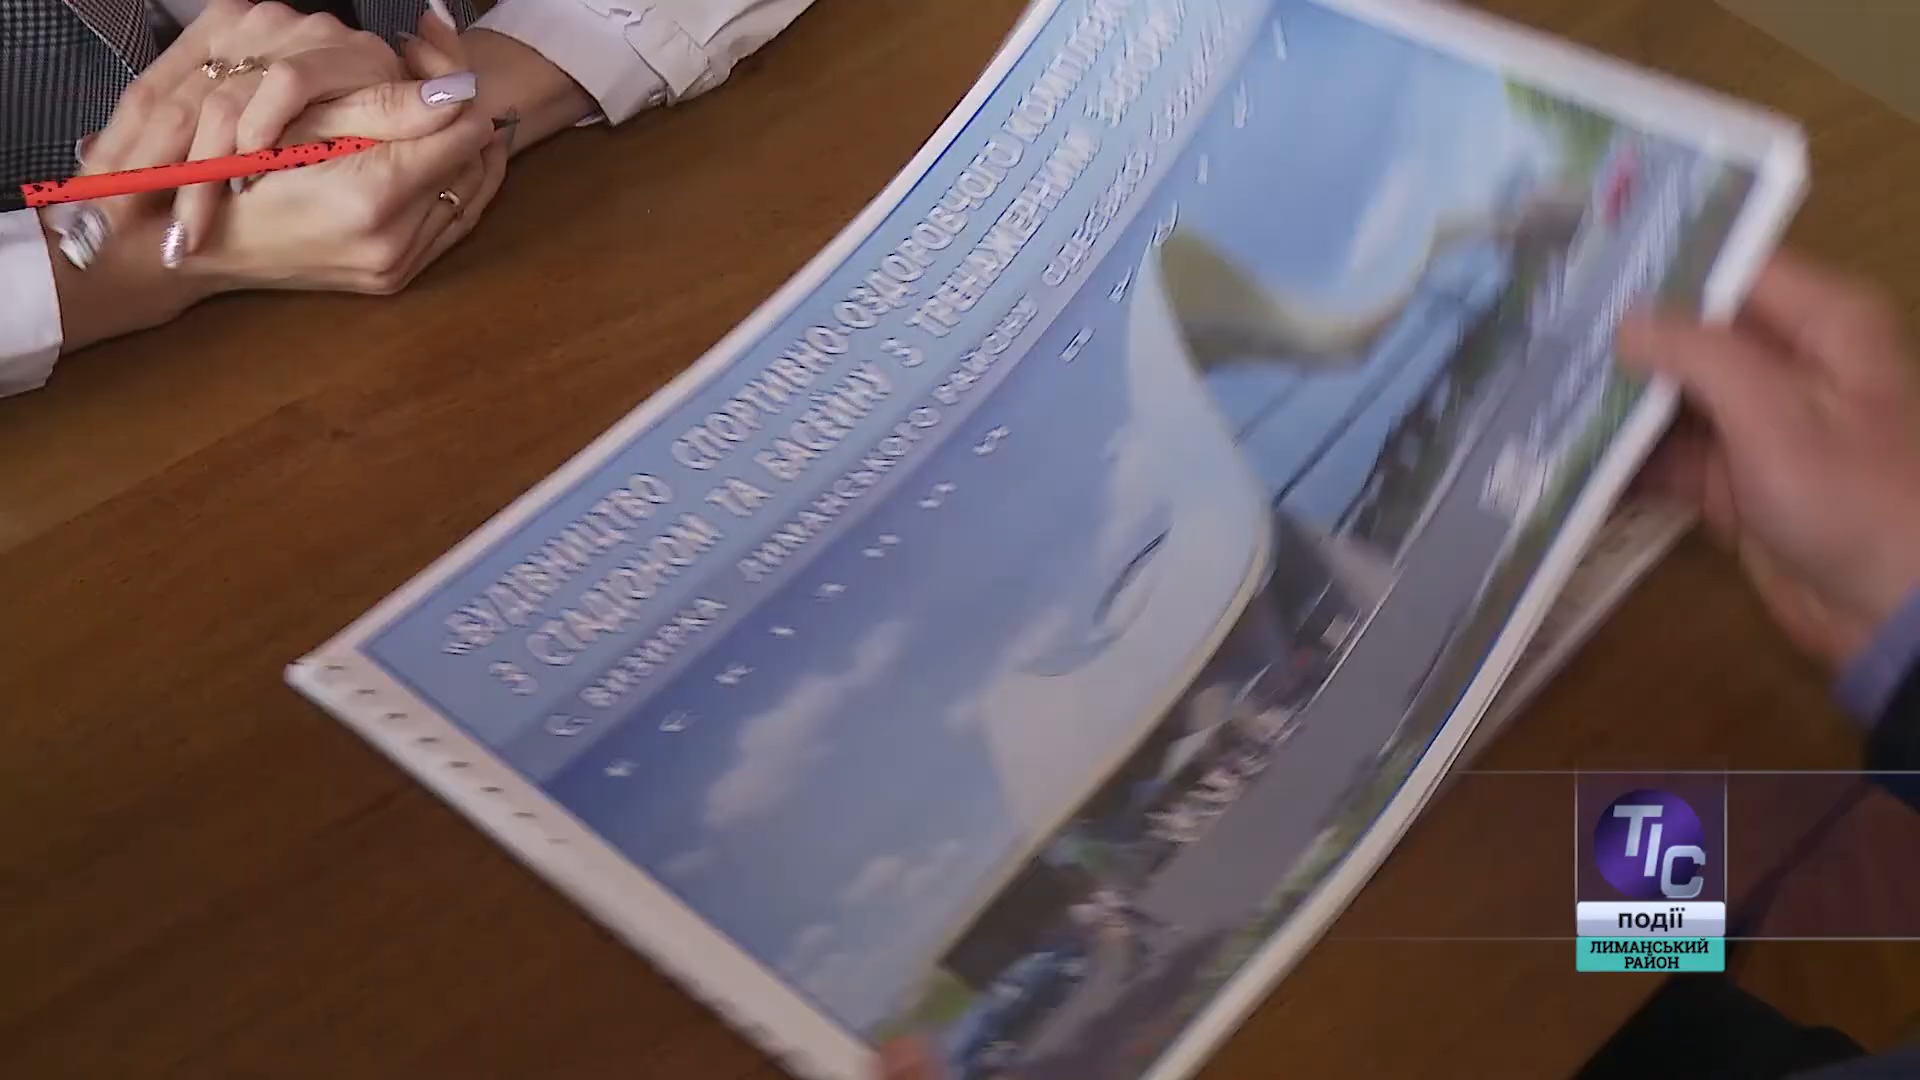 «БУДІВНИЦТВО СПОРТИВНО-ОЗДОРОВЧОГО КОМПЛЕКСУ
З СТАДІОНОМ ТА БАСЕЙНУ З ТРЕНАЖЕРНИМ ЗАЛОМ»
С. ВИЗИРКА ЛИМАНСЬКОГО РАЙОНУ ОДЕСЬКОЇ ОБЛАСТІ
ТІС
ПОДІЇ
ЛИМАНСЬКИЙ
РАЙОН